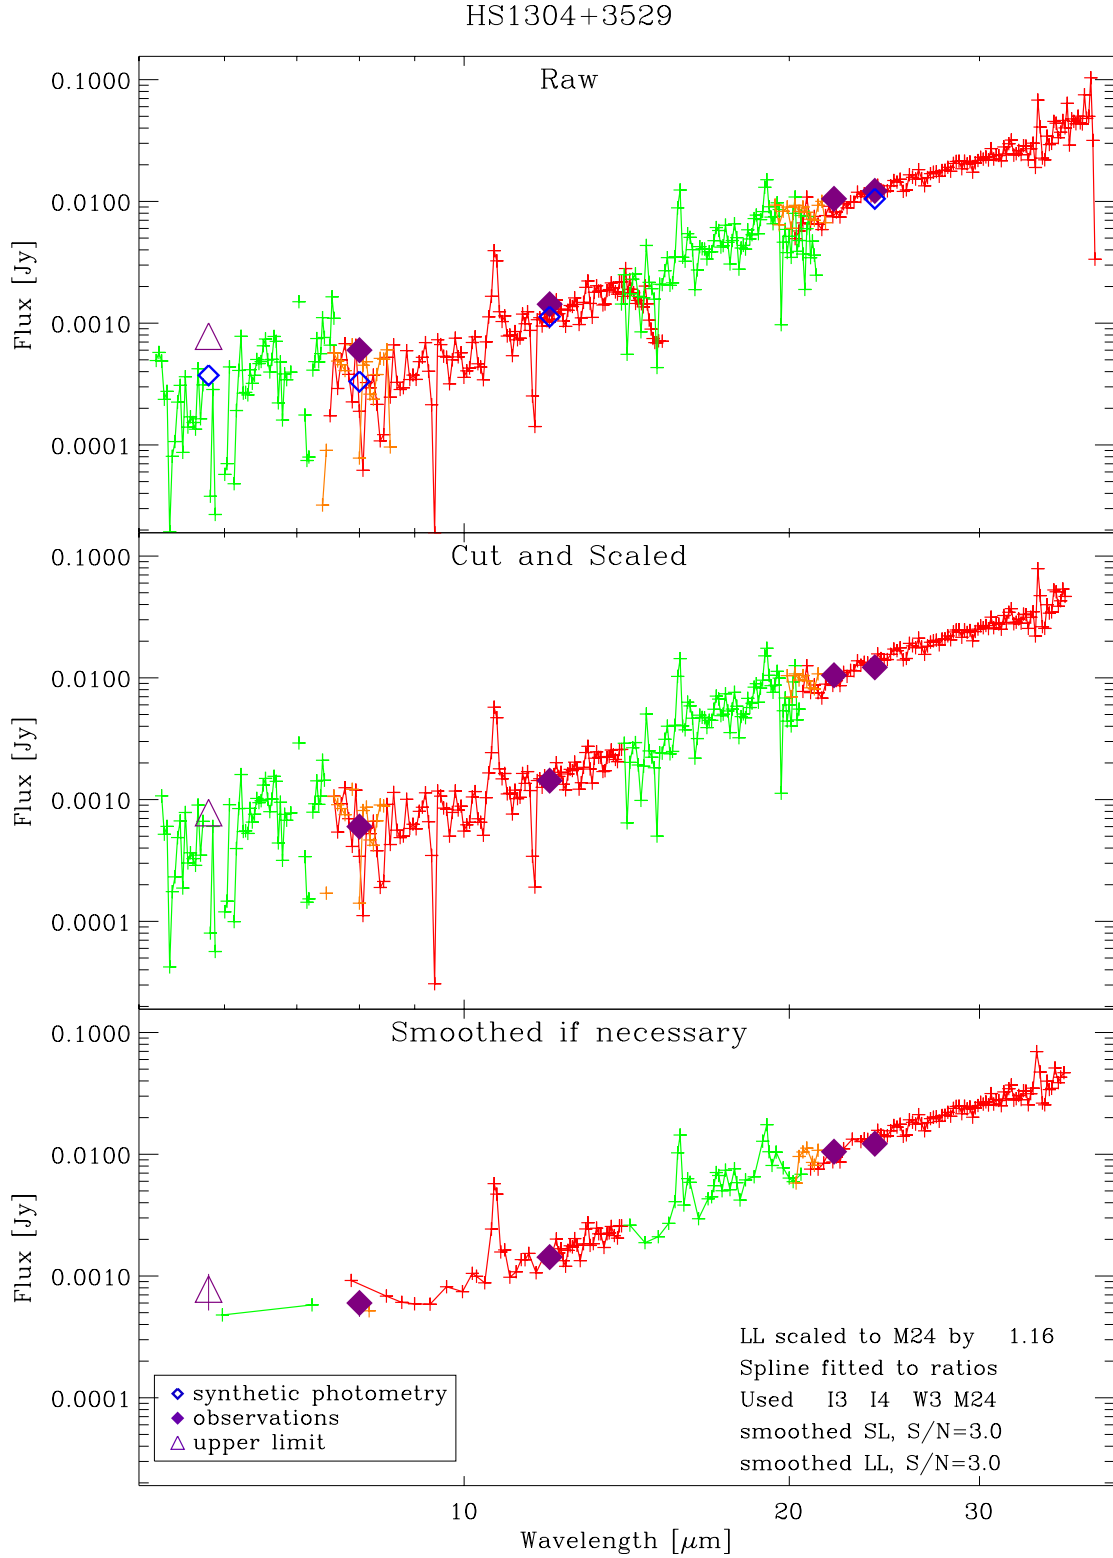 HS1304+3529
Raw
0.1000
0.0100
0.0010
0.0001
Flux [Jy]
Cut and Scaled
0.1000
0.0100
0.0010
0.0001
Flux [Jy]
Smoothed if necessary
0.1000
0.0100
0.0010
0.0001
Flux [Jy]
LL scaled to M24 by 1.16
Spline fitted to ratios
Used I3 I4 W3 M24
smoothed SL, S/N=3.0
smoothed LL, S/N=3.0
synthetic photometry
observations
upper limit
10 20 30
Wavelength [μm]